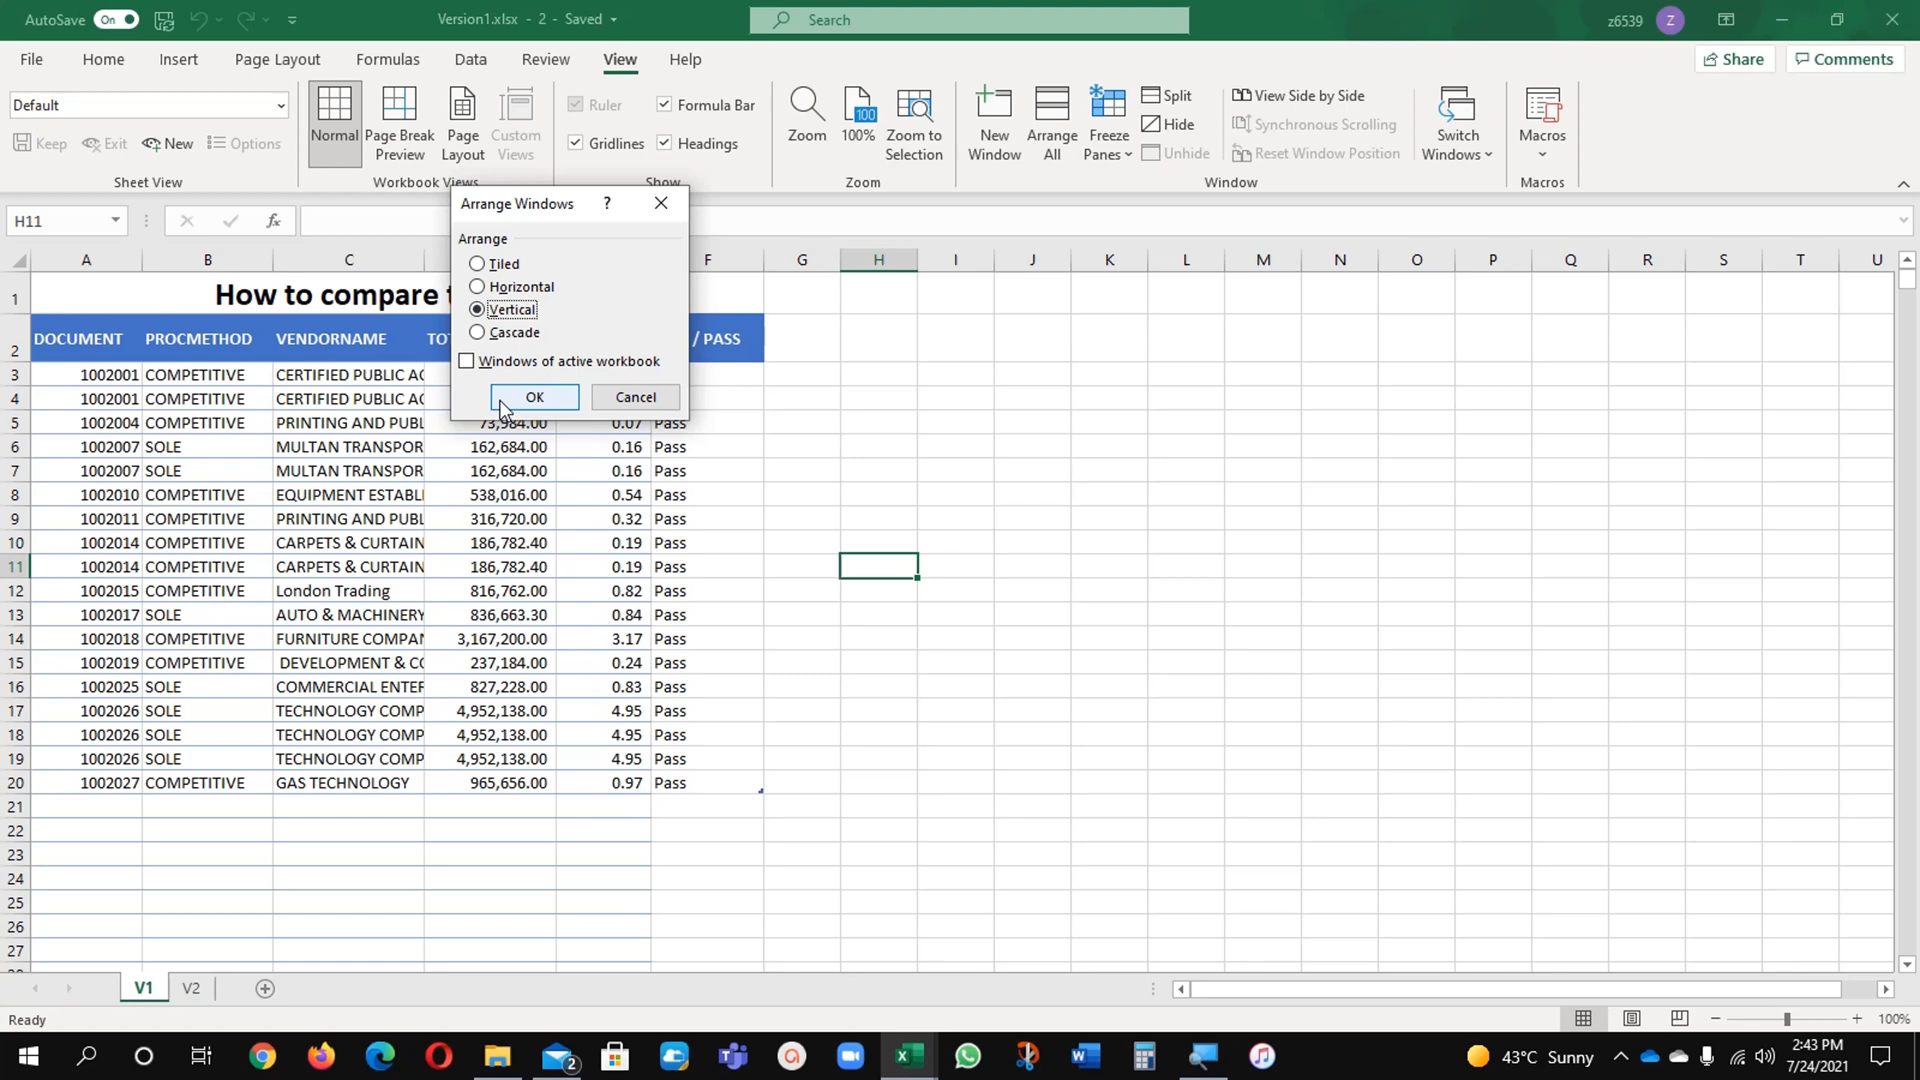 AutoSave On Version1.xlsx - 2 - Saved Search z6539 Z
File Home Insert Page Layout Formulas Data Review View Help Share Comments
Default Ruler Formula Bar Split View Side by Side
Normal Page Break Preview Page Layout Custom Views Zoom 100% Zoom to Selection New Window Arrange All Freeze Panes Hide Synchronous Scrolling Switch Windows Macros
Keep Exit New Options Gridlines Headings Unhide Reset Window Position
Sheet View Workbook Views Show Zoom Window Macros
H11 fx
Arrange Windows ?
Arrange
Tiled
Horizontal
Vertical
Cascade
Windows of active workbook
OK Cancel
A B C F G H I J K L M N O P Q R S T U
1 How to compare t
2 DOCUMENT PROCMETHOD VENDORNAME TO / PASS
3 1002001 COMPETITIVE CERTIFIED PUBLIC AC
4 1002001 COMPETITIVE CERTIFIED PUBLIC AC
5 1002004 COMPETITIVE PRINTING AND PUBL 73,984.00 0.07 Pass
6 1002007 SOLE MULTAN TRANSPOR 162,684.00 0.16 Pass
7 1002007 SOLE MULTAN TRANSPOR 162,684.00 0.16 Pass
8 1002010 COMPETITIVE EQUIPMENT ESTABL 538,016.00 0.54 Pass
9 1002011 COMPETITIVE PRINTING AND PUBL 316,720.00 0.32 Pass
10 1002014 COMPETITIVE CARPETS & CURTAIN 186,782.40 0.19 Pass
11 1002014 COMPETITIVE CARPETS & CURTAIN 186,782.40 0.19 Pass
12 1002015 COMPETITIVE London Trading 816,762.00 0.82 Pass
13 1002017 SOLE AUTO & MACHINERY 836,663.30 0.84 Pass
14 1002018 COMPETITIVE FURNITURE COMPAN 3,167,200.00 3.17 Pass
15 1002019 COMPETITIVE DEVELOPMENT & CO 237,184.00 0.24 Pass
16 1002025 SOLE COMMERCIAL ENTER 827,228.00 0.83 Pass
17 1002026 SOLE TECHNOLOGY COMP 4,952,138.00 4.95 Pass
18 1002026 SOLE TECHNOLOGY COMP 4,952,138.00 4.95 Pass
19 1002026 SOLE TECHNOLOGY COMP 4,952,138.00 4.95 Pass
20 1002027 COMPETITIVE GAS TECHNOLOGY 965,656.00 0.97 Pass
21
22
23
24
25
26
27
V1 V2
Ready 100%
2 43°C Sunny 2:43 PM
7/24/2021